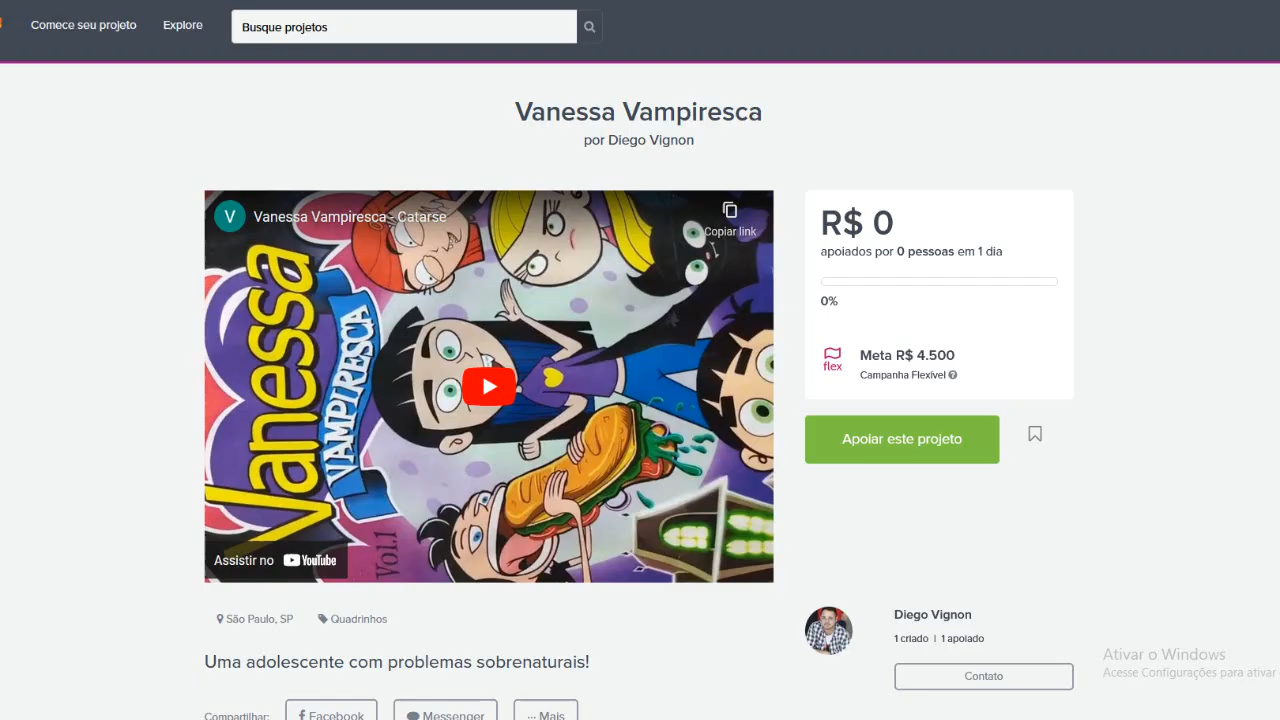 Comece seu projeto Explore Busque projetos
Vanessa Vampiresca
por Diego Vignon
V Vanessa Vampiresca - Catarse
Copiar link
Vanessa
VAMPIRESCA
Vol.1
Assistir no YouTube
R$ 0
apoiados por 0 pessoas em 1 dia
0%
flex
Meta R$ 4.500
Campanha Flexível
Apoiar este projeto
São Paulo, SP Quadrinhos
Uma adolescente com problemas sobrenaturais!
Compartilhar: Facebook Messenger ··· Mais
Diego Vignon
1 criado | 1 apoiado
Contato
Ativar o Windows
Acesse Configurações para ativar